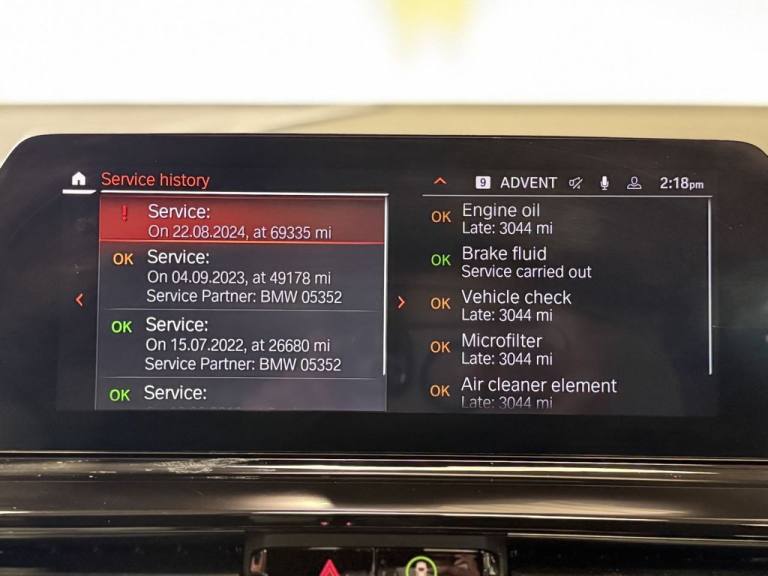 Service history
9 ADVENT 2:18pm
! Service:
On 22.08.2024, at 69335 mi
OK Service:
On 04.09.2023, at 49178 mi
Service Partner: BMW 05352
OK Service:
On 15.07.2022, at 26680 mi
Service Partner: BMW 05352
OK Service:
OK Engine oil
Late: 3044 mi
OK Brake fluid
Service carried out
OK Vehicle check
Late: 3044 mi
OK Microfilter
Late: 3044 mi
OK Air cleaner element
Late: 3044 mi